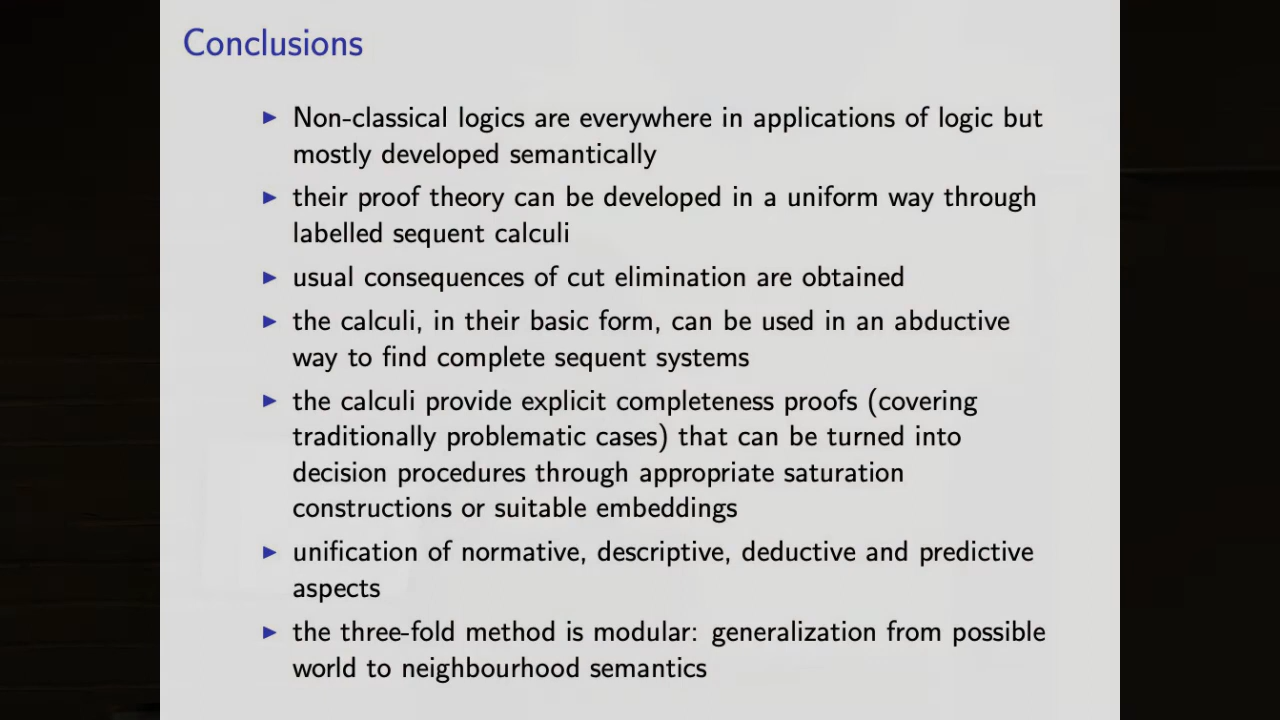 Conclusions
Non-classical logics are everywhere in applications of logic but
mostly developed semantically
their proof theory can be developed in a uniform way through
labelled sequent calculi
usual consequences of cut elimination are obtained
the calculi, in their basic form, can be used in an abductive
way to find complete sequent systems
the calculi provide explicit completeness proofs (covering
traditionally problematic cases) that can be turned into
decision procedures through appropriate saturation
constructions or suitable embeddings
unification of normative, descriptive, deductive and predictive
aspects
the three-fold method is modular: generalization from possible
world to neighbourhood semantics